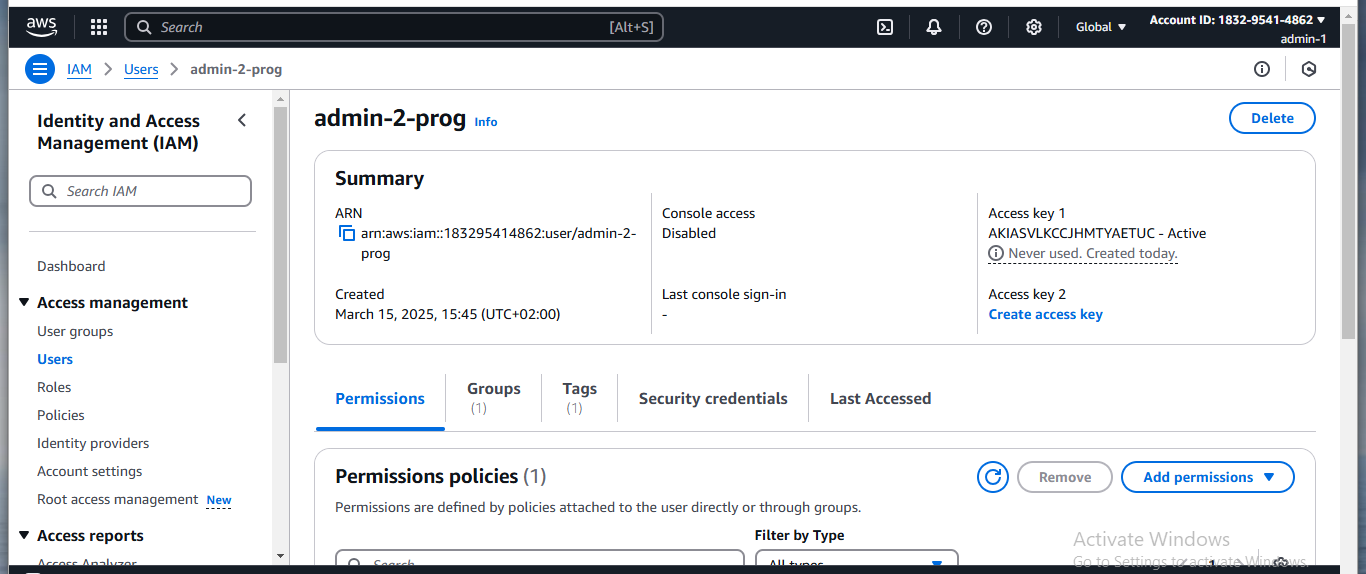 aws
Search [Alt+S]
Global
Account ID: 1832-9541-4862
admin-1
IAM
Users
admin-2-prog
Identity and Access
Management (IAM)
Search IAM
Dashboard
Access management
User groups
Users
Roles
Policies
Identity providers
Account settings
Root access management New
Access reports
Access Analyzer
admin-2-prog Info
Delete
Summary
ARN
arn:aws:iam::183295414862:user/admin-2-
prog
Created
March 15, 2025, 15:45 (UTC+02:00)
Console access
Disabled
Last console sign-in
-
Access key 1
AKIASVLKCCJHMTYAETUC - Active
Never used. Created today.
Access key 2
Create access key
Permissions
Groups
(1)
Tags
(1)
Security credentials
Last Accessed
Permissions policies (1)
Remove
Add permissions
Permissions are defined by policies attached to the user directly or through groups.
Filter by Type
Search
All types
Activate Windows
Go to Settings to activate Windows.